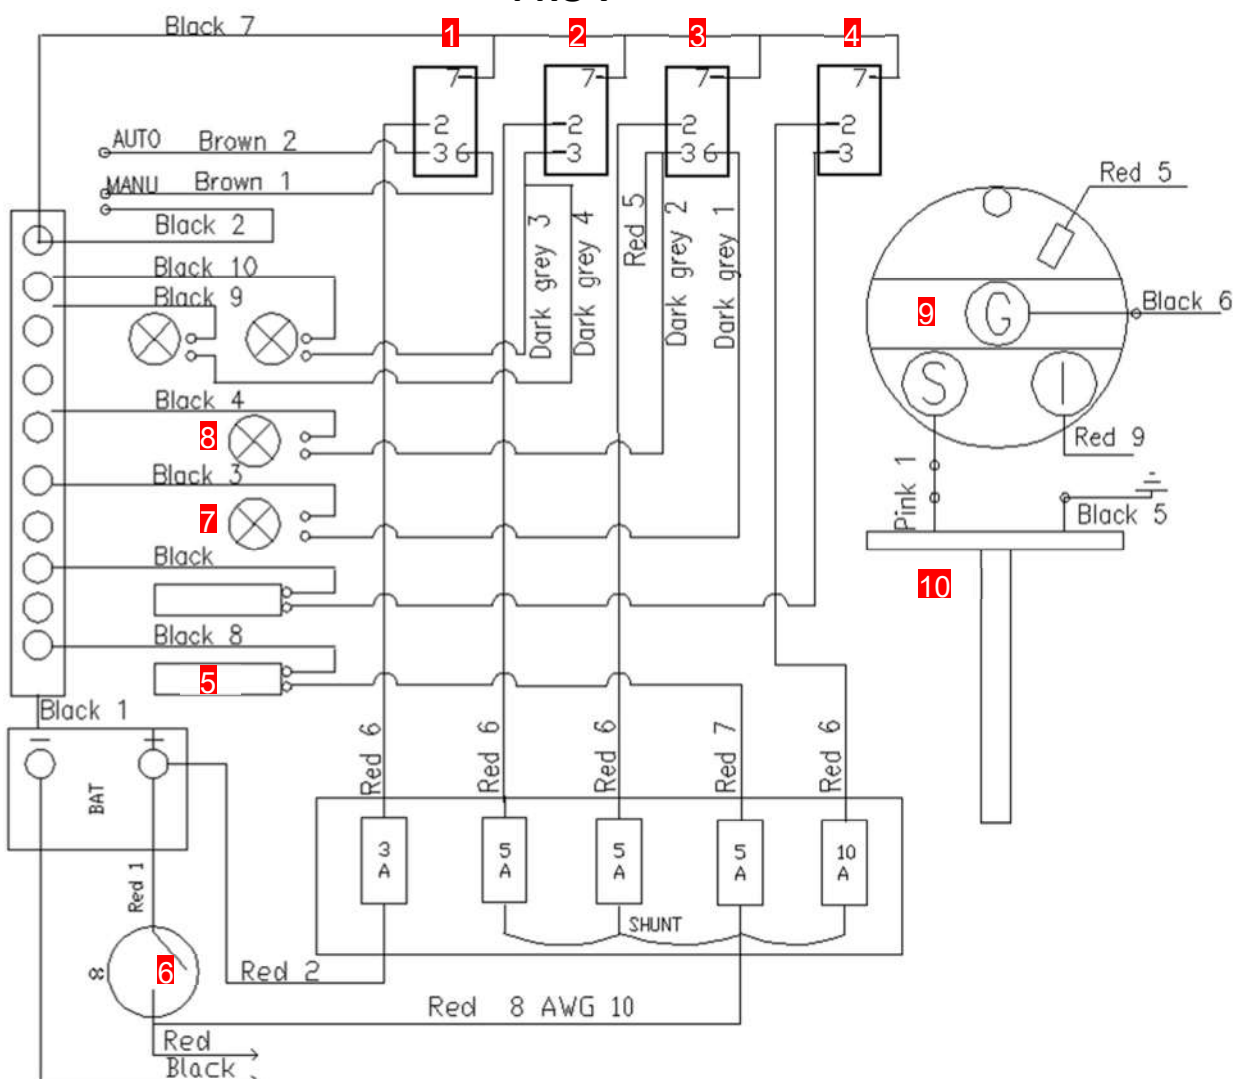 Black 7
1
2
3
4
7
7
7
7
2
2
2
2
3 6
3
3 6
3
AUTO
Brown 2
MANU
Brown 1
Black 2
Black 10
Black 9
Dark grey 3
Dark grey 4
Red 5
Dark grey 2
Dark grey 1
Red 5
9
G
Black 6
S
I
Red 9
Pink 1
Black 5
10
Black 4
8
Black 3
7
Black
Black 8
5
Black 1
BAT
Red 6
Red 6
Red 6
Red 7
Red 6
3
A
5
A
5
A
5
A
10
A
SHUNT
Red 1
8
6
Red 2
Red 8 AWG 10
Red
Black